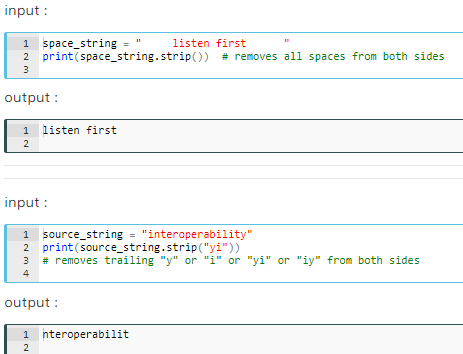 input :
1 space_string = "     listen first      "
2 print(space_string.strip())  # removes all spaces from both sides
3
output :
1 listen first
2
input :
1 source_string = "interoperability"
2 print(source_string.strip("yi"))
3 # removes trailing "y" or "i" or "yi" or "iy" from both sides
4
output :
1 nteroperabilit
2